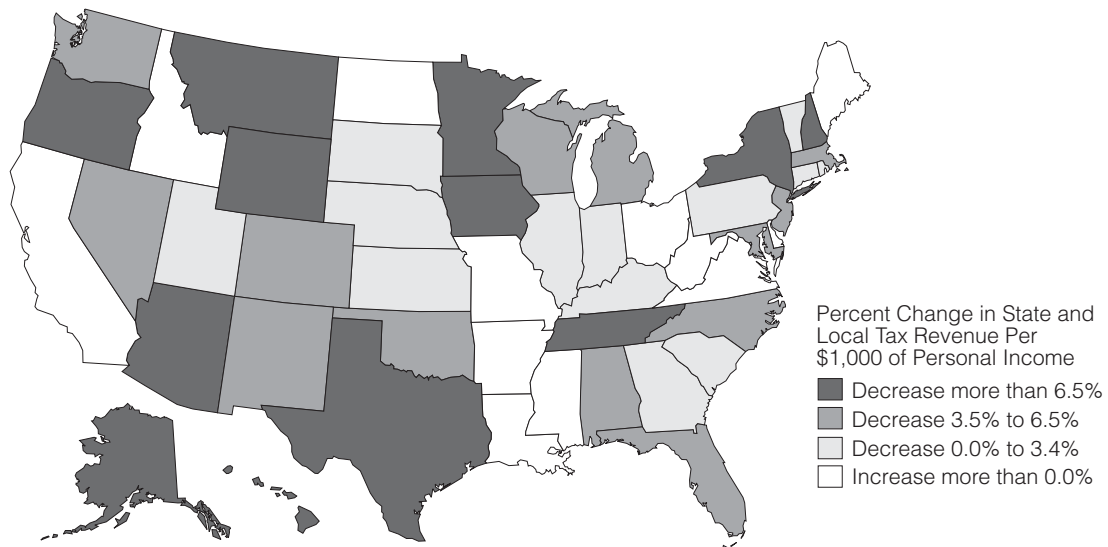 Percent Change in State and
Local Tax Revenue Per
$1,000 of Personal Income
Decrease more than 6.5%
Decrease 3.5% to 6.5%
Decrease 0.0% to 3.4%
Increase more than 0.0%